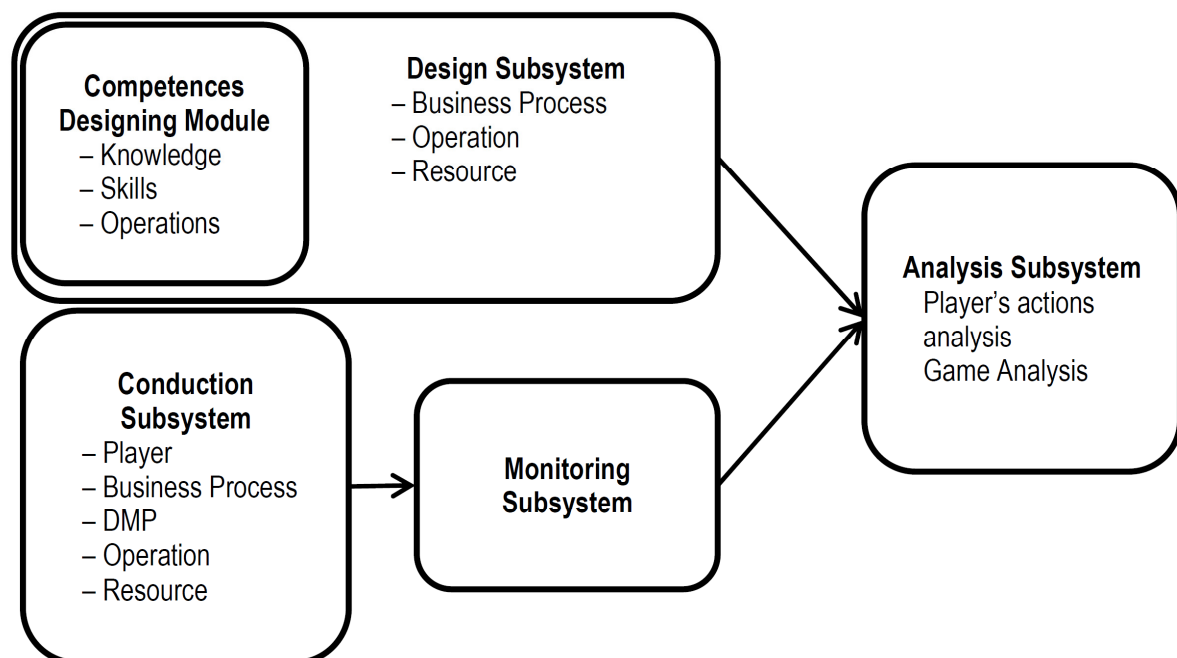 Competences
Designing Module
– Knowledge
– Skills
– Operations
Design Subsystem
– Business Process
– Operation
– Resource
Conduction
Subsystem
– Player
– Business Process
– DMP
– Operation
– Resource
Monitoring
Subsystem
Analysis Subsystem
Player’s actions
analysis
Game Analysis